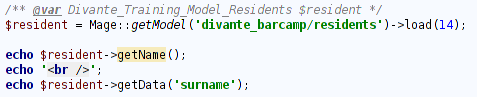 /** @var Divante_Training_Model_Residents $resident */
$resident = Mage::getModel('divante_barcamp/residents')->load(14);
echo $resident->getName();
echo '<br />';
echo $resident->getData('surname');